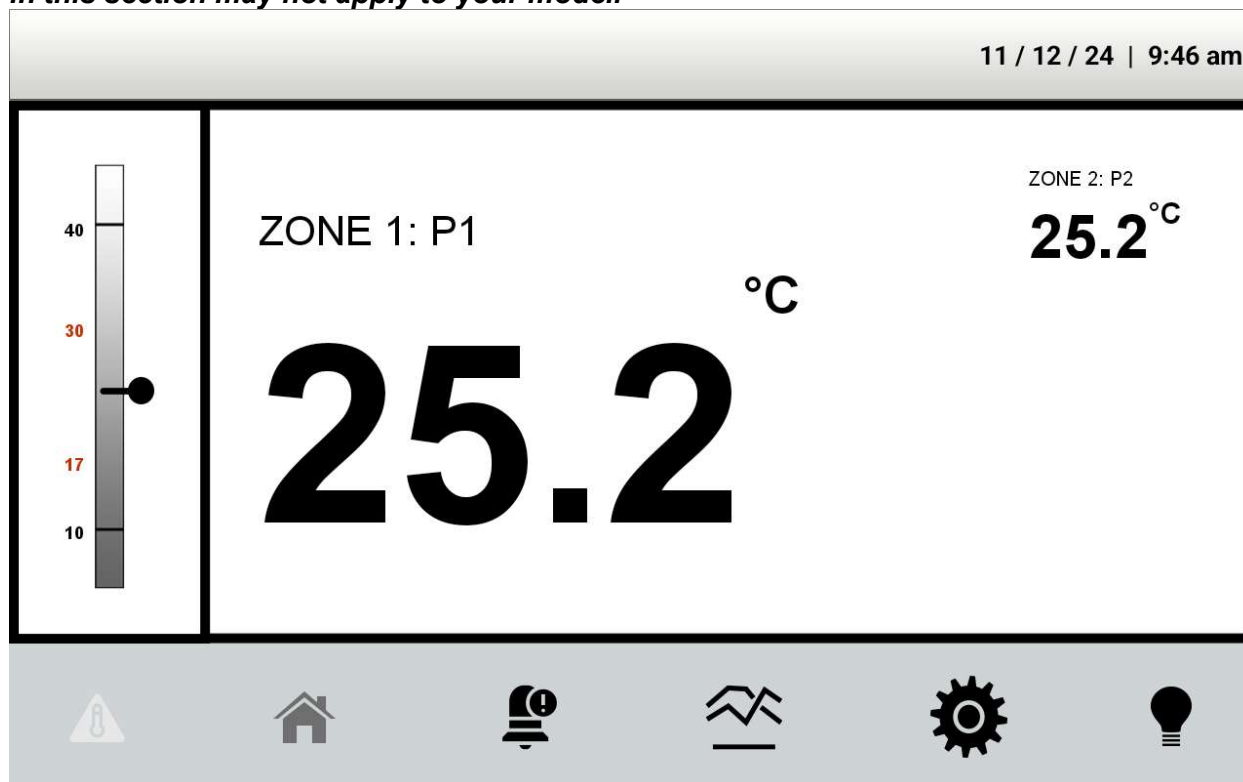 in this section may not apply to your model.
11 / 12 / 24 | 9:46 am
40
30
17
10
ZONE 1: P1
25.2 °C
ZONE 2: P2
25.2 °C